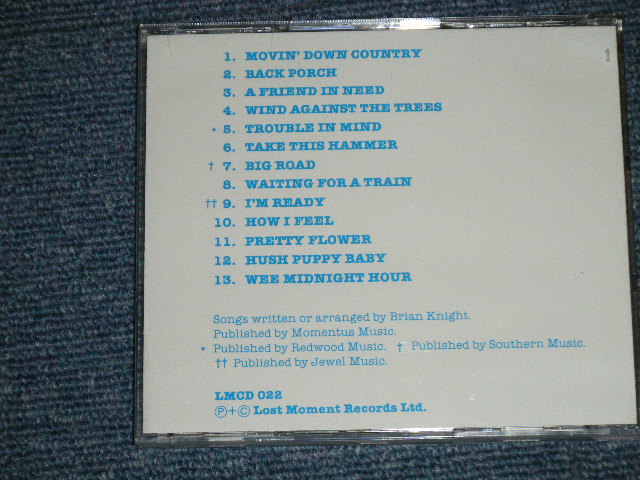 1. MOVIN' DOWN COUNTRY
2. BACK PORCH
3. A FRIEND IN NEED
4. WIND AGAINST THE TREES
* 5. TROUBLE IN MIND
6. TAKE THIS HAMMER
† 7. BIG ROAD
8. WAITING FOR A TRAIN
†† 9. I'M READY
10. HOW I FEEL
11. PRETTY FLOWER
12. HUSH PUPPY BABY
13. WEE MIDNIGHT HOUR
Songs written or arranged by Brian Knight.
Published by Momentus Music.
* Published by Redwood Music. † Published by Southern Music.
†† Published by Jewel Music.
LMCD 022
Ⓟ+© Lost Moment Records Ltd.